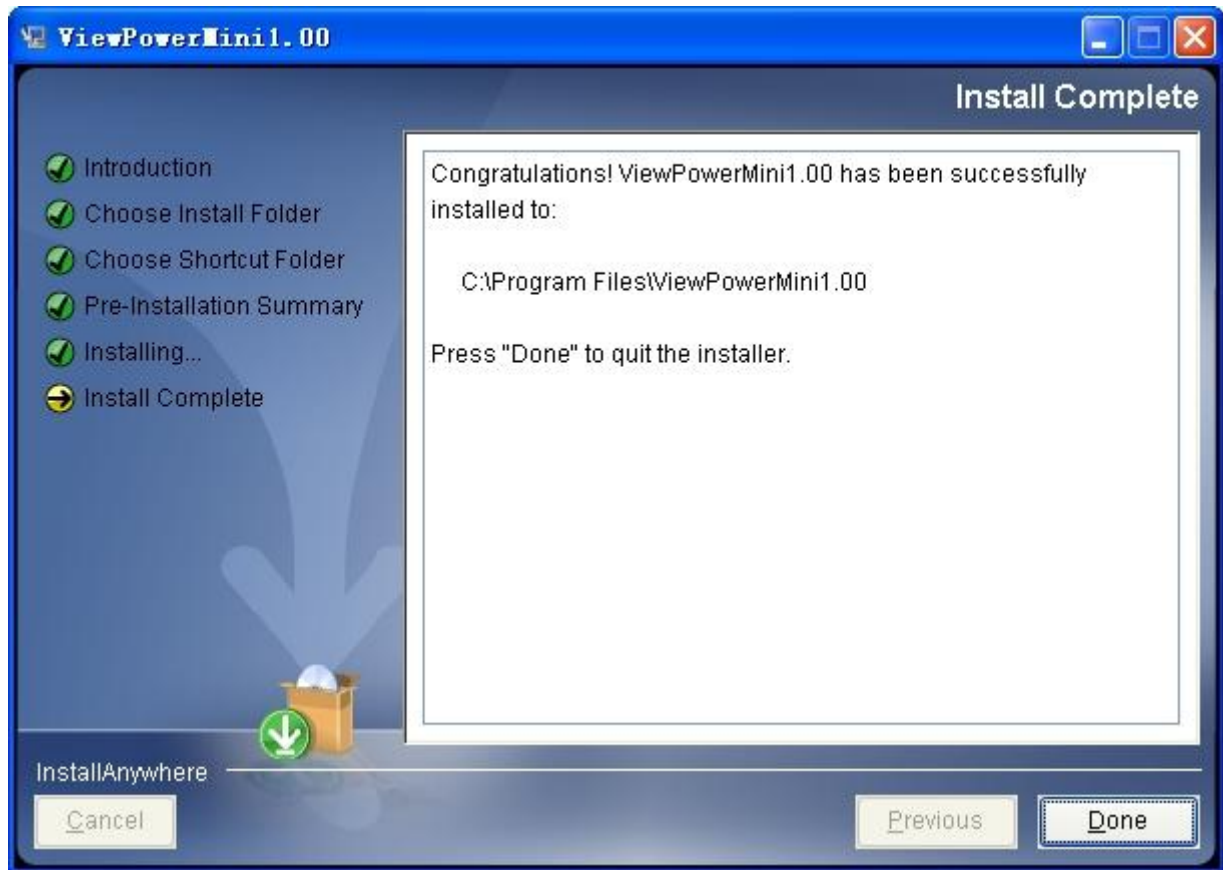 ViewPowerMini1.00
Install Complete
Introduction
Choose Install Folder
Choose Shortcut Folder
Pre-Installation Summary
Installing...
Install Complete
Congratulations! ViewPowerMini1.00 has been successfully
installed to:
C:\Program Files\ViewPowerMini1.00
Press "Done" to quit the installer.
InstallAnywhere
Cancel
Previous
Done